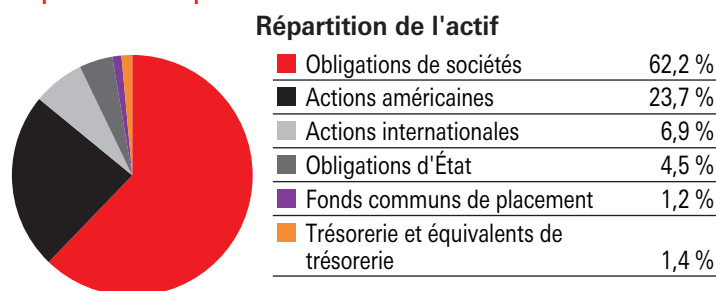 Répartition de l'actif
Obligations de sociétés 62,2 %
Actions américaines 23,7 %
Actions internationales 6,9 %
Obligations d'État 4,5 %
Fonds communs de placement 1,2 %
Trésorerie et équivalents de
trésorerie 1,4 %